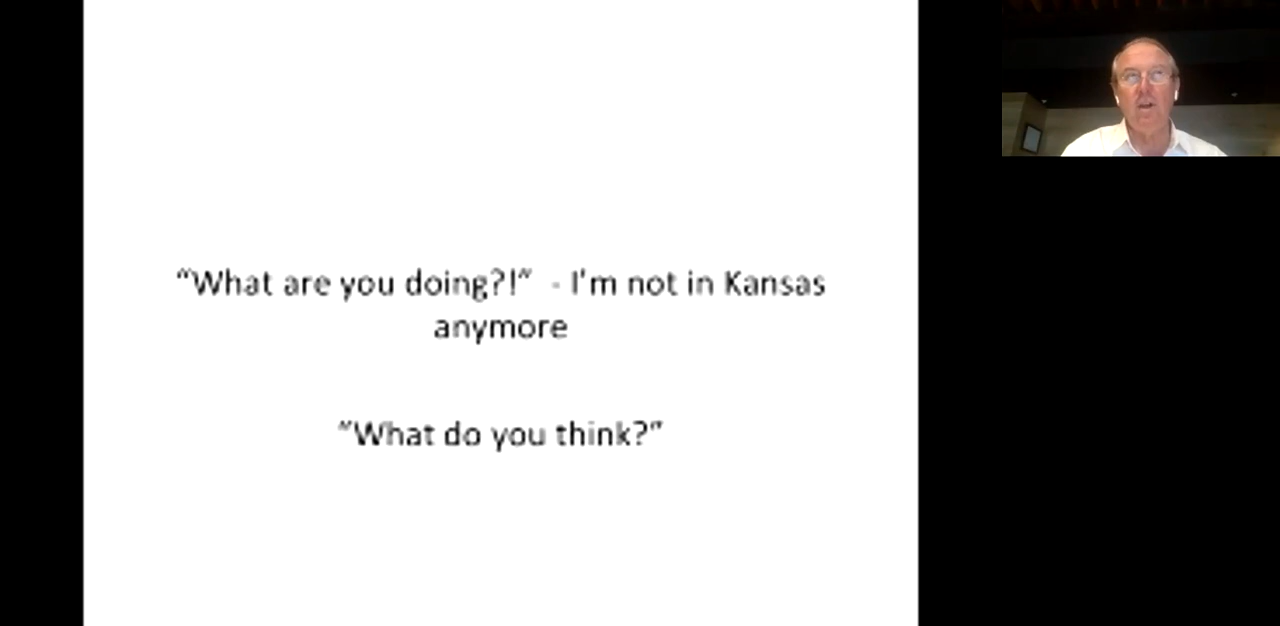 “What are you doing?!”  - I'm not in Kansas
anymore
“What do you think?”